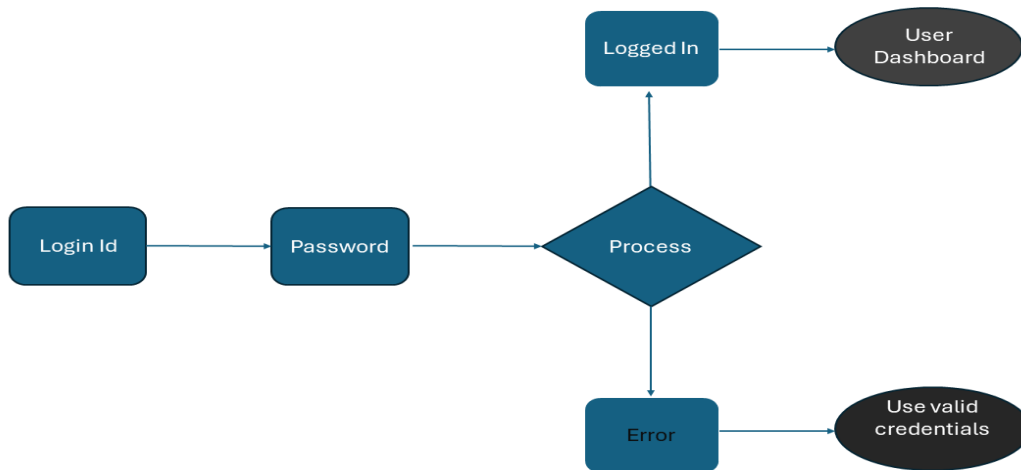 Logged In
User
Dashboard
Login Id
Password
Process
Error
Use valid
credentials